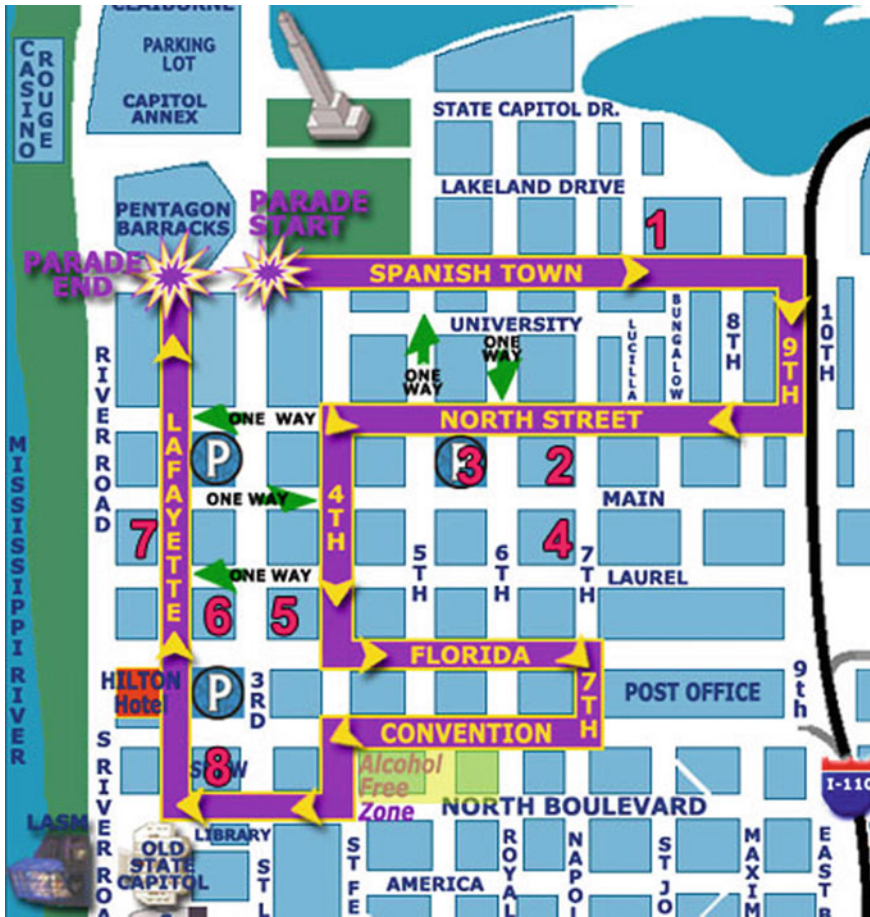 CLAIBORNE
PARKING
LOT
CAPITOL
ANNEX
CASINO
ROUGE
STATE CAPITOL DR.
LAKELAND DRIVE
PENTAGON
BARRACKS
PARADE
START
1
PARADE
END
SPANISH TOWN
UNIVERSITY
ONE
WAY
ONE
WAY
LUCILLA
BUNGALOW
8TH
9TH
10TH
RIVER ROAD
LAFAYETTE
ONE WAY
NORTH STREET
MISSISSIPPI RIVER
P
P
3
2
ONE WAY
4TH
MAIN
7
4
5TH
6TH
7TH
ONE WAY
LAUREL
6
5
FLORIDA
HILTON
Hotel
P
3RD
7TH
POST OFFICE
9th
CONVENTION
S RIVER ROA
8
Alcohol
Free
Zone
NORTH BOULEVARD
I-110
LASM
OLD
STATE
CAPITOL
LIBRARY
ST L
ST FE
AMERICA
ROYAL
NAPOL
ST JO
MAXIM
EAST B